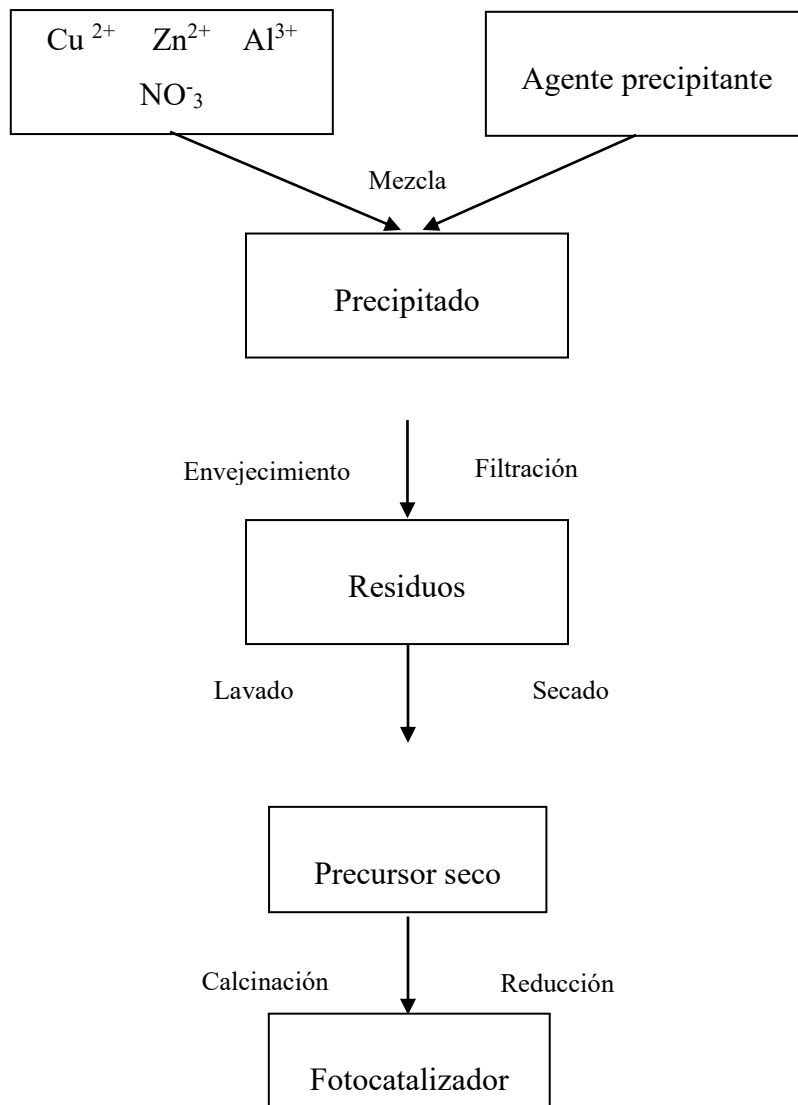 Cu ²⁺ Zn²⁺ Al³⁺
NO⁻₃
Agente precipitante
Mezcla
Precipitado
Envejecimiento Filtración
Residuos
Lavado Secado
Precursor seco
Calcinación Reducción
Fotocatalizador